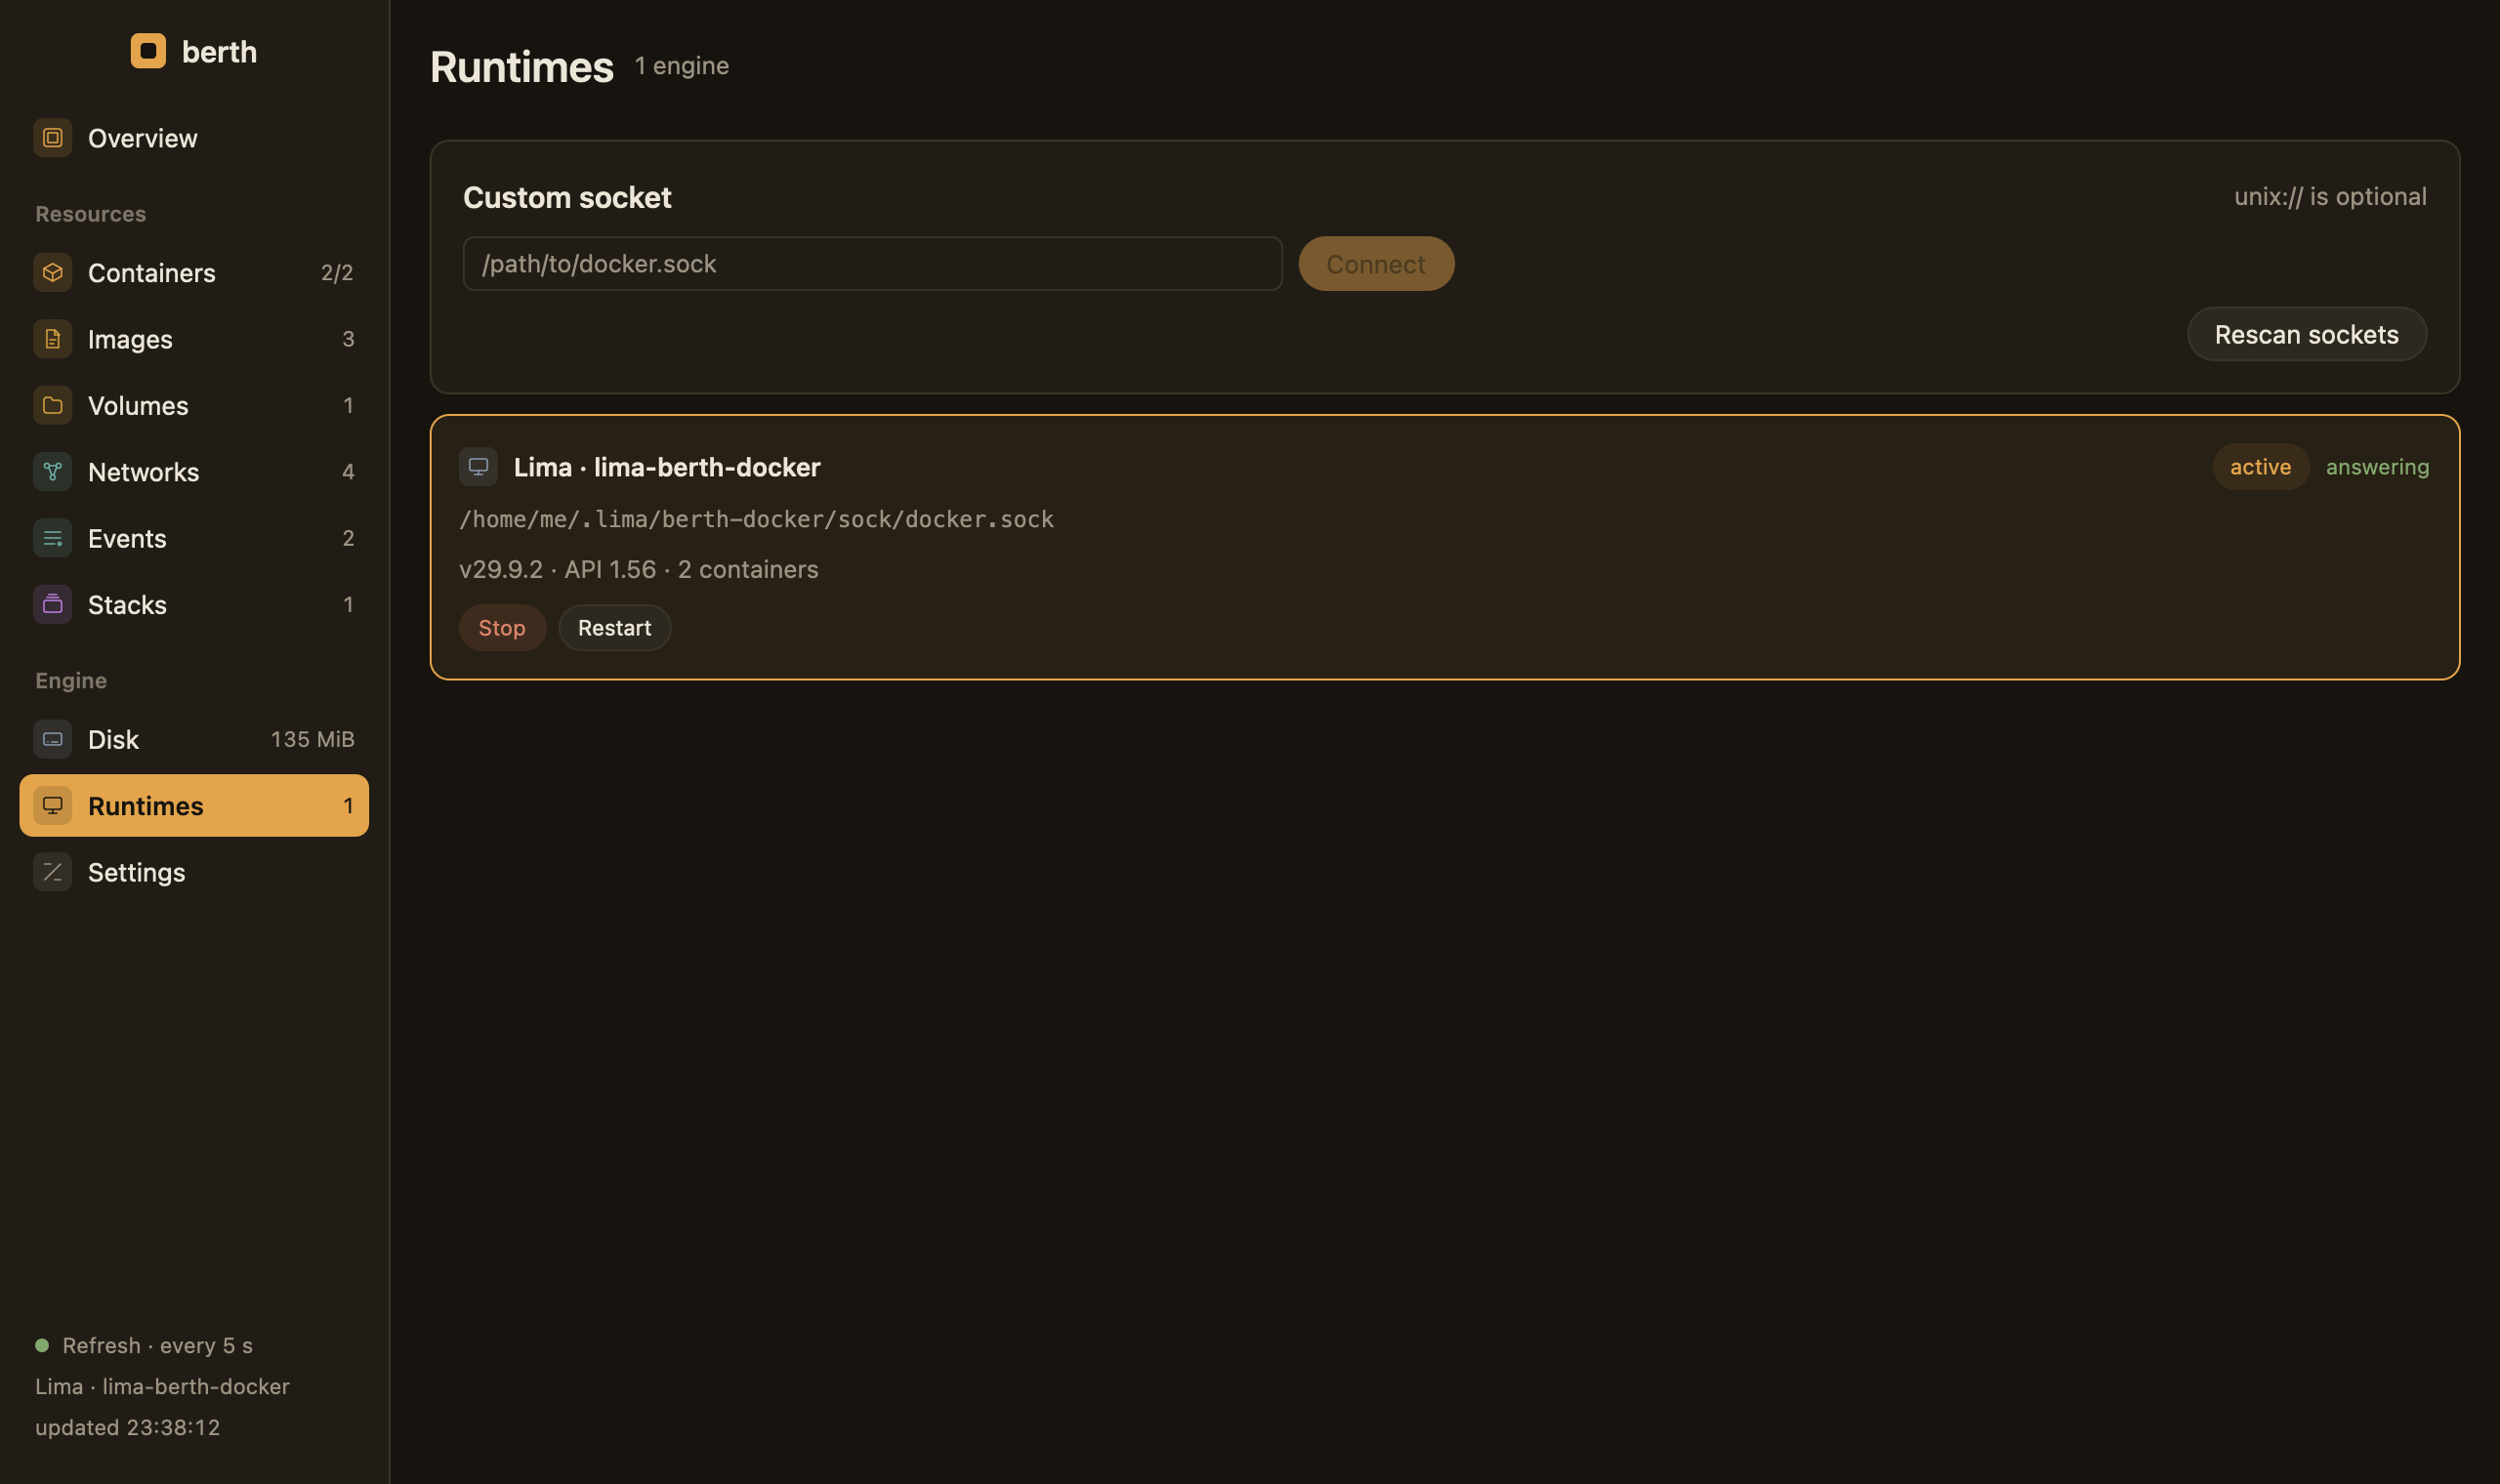 berth
Overview
Resources
Containers 2/2
Images 3
Volumes 1
Networks 4
Events 2
Stacks 1
Engine
Disk 135 MiB
Runtimes 1
Settings
Refresh · every 5 s
Lima · lima-berth-docker
updated 23:38:12
Runtimes 1 engine
Custom socket unix:// is optional
/path/to/docker.sock Connect
Rescan sockets
Lima · lima-berth-docker active answering
/home/me/.lima/berth-docker/sock/docker.sock
v29.9.2 · API 1.56 · 2 containers
Stop Restart